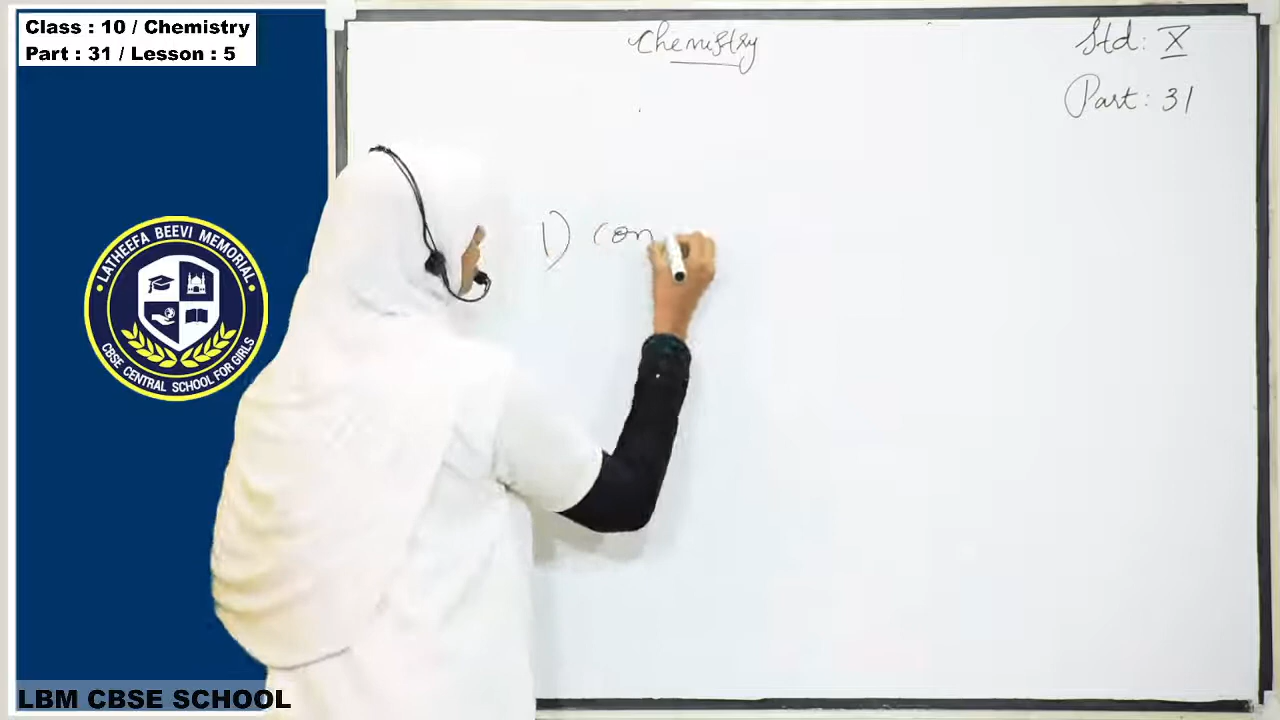 Class : 10 / Chemistry
Part : 31 / Lesson : 5
Chemistry
Std: X
Part: 31
1) con
LATHEEFA BEEVI MEMORIAL
CBSE CENTRAL SCHOOL FOR GIRLS
LBM CBSE SCHOOL